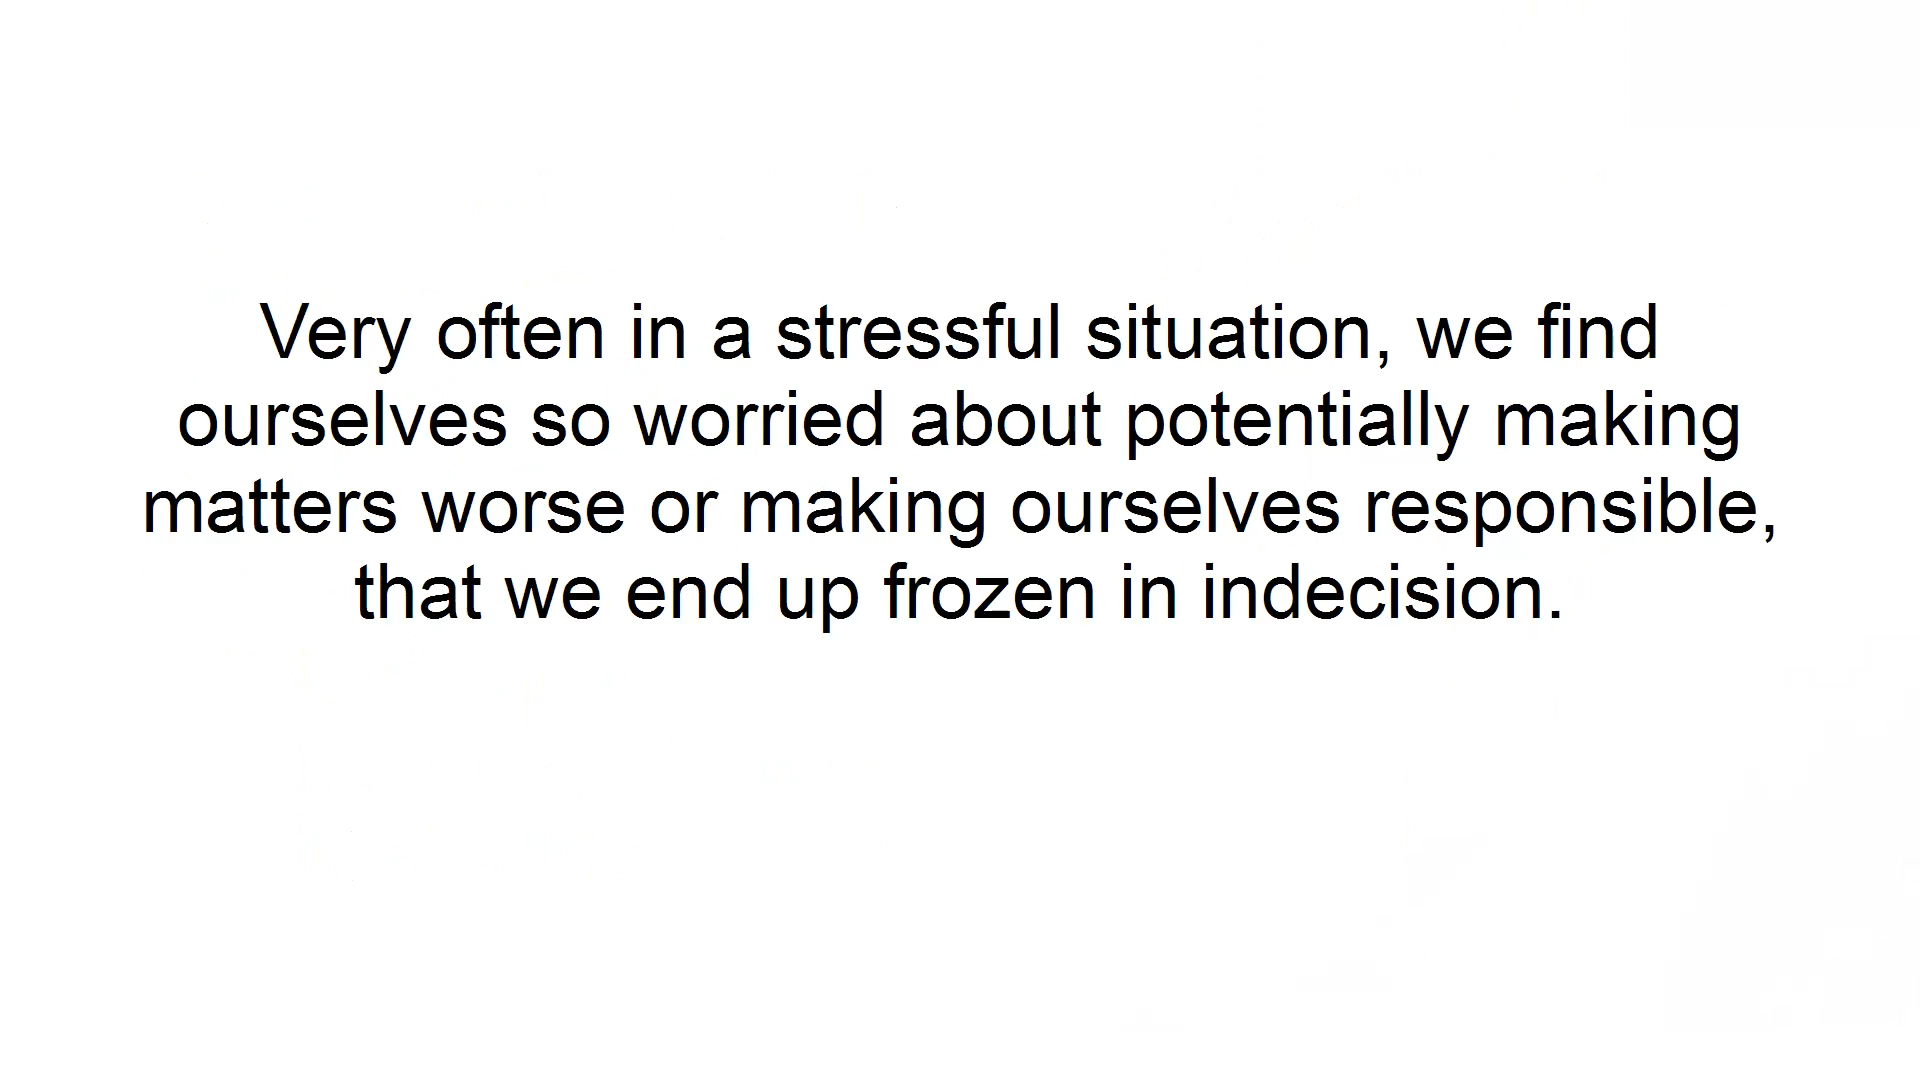 Very often in a stressful situation, we find
ourselves so worried about potentially making
matters worse or making ourselves responsible,
that we end up frozen in indecision.